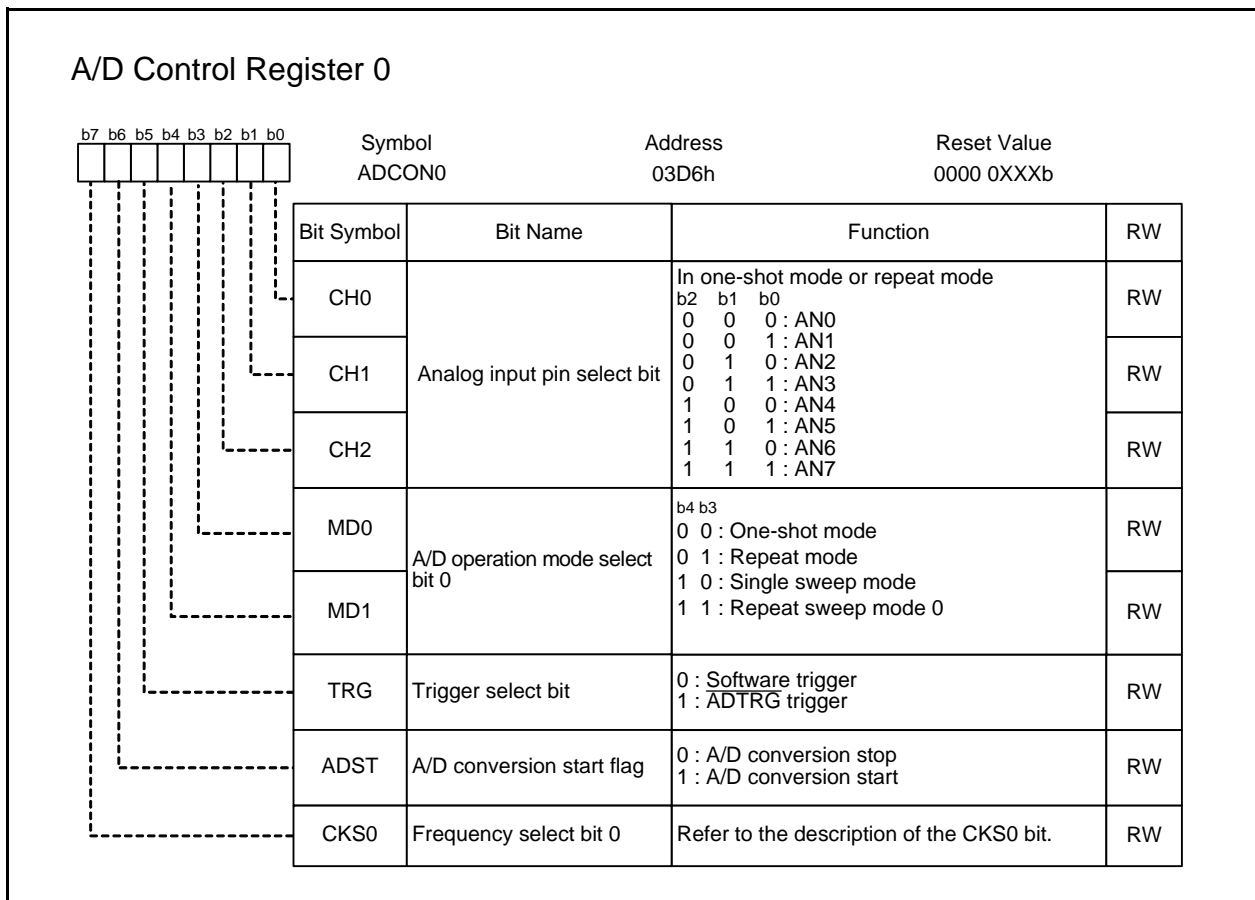 A/D Control Register 0
b7 b6 b5 b4 b3 b2 b1 b0
Symbol Address Reset Value
ADCON0 03D6h 0000 0XXXb
Bit Symbol Bit Name Function RW
CH0 RW
CH1 Analog input pin select bit RW
CH2 RW
In one-shot mode or repeat mode
b2 b1 b0
0 0 0 : AN0
0 0 1 : AN1
0 1 0 : AN2
0 1 1 : AN3
1 0 0 : AN4
1 0 1 : AN5
1 1 0 : AN6
1 1 1 : AN7
MD0 RW
MD1 RW
A/D operation mode select
bit 0
b4 b3
0 0 : One-shot mode
0 1 : Repeat mode
1 0 : Single sweep mode
1 1 : Repeat sweep mode 0
TRG Trigger select bit RW
0 : Software trigger
1 : ADTRG trigger
ADST A/D conversion start flag RW
0 : A/D conversion stop
1 : A/D conversion start
CKS0 Frequency select bit 0 Refer to the description of the CKS0 bit. RW